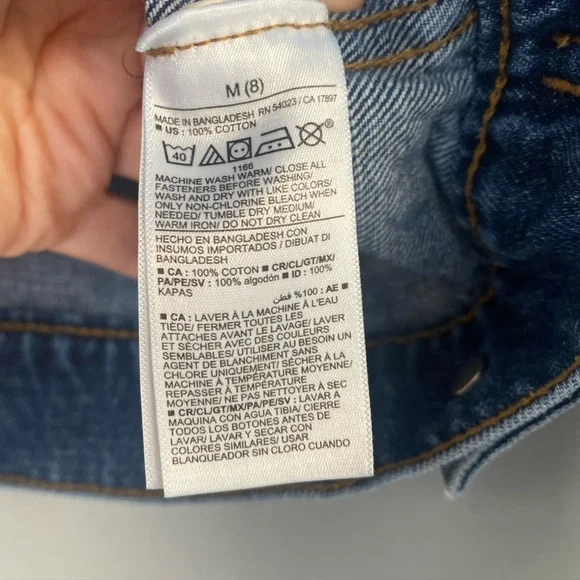 M (8)
MADE IN BANGLADESH RN 54023 / CA 17897
■ US : 100% COTTON
40
1166
MACHINE WASH WARM/ CLOSE ALL
FASTENERS BEFORE WASHING/
WASH AND DRY WITH LIKE COLORS/
ONLY NON-CHLORINE BLEACH WHEN
NEEDED/ TUMBLE DRY MEDIUM/
WARM IRON/ DO NOT DRY CLEAN
HECHO EN BANGLADESH CON
INSUMOS IMPORTADOS / DIBUAT DI
BANGLADESH
■ CA : 100% COTTON ■ CR/CL/GT/MX/
PA/PE/SV : 100% algodón ■ ID : 100%
KAPAS
■ AE : 100% قطن
■ CA : LAVER À LA MACHINE À L'EAU
TIÈDE/ FERMER TOUTES LES
ATTACHES AVANT LE LAVAGE/ LAVER
ET SÉCHER AVEC DES COULEURS
SEMBLABLES/ UTILISER AU BESOIN UN
AGENT DE BLANCHIMENT SANS
CHLORE UNIQUEMENT/ SÉCHER À LA
MACHINE À TEMPÉRATURE MOYENNE/
REPASSER À TEMPÉRATURE
MOYENNE/ NE PAS NETTOYER À SEC
■ CR/CL/GT/MX/PA/PE/SV : LAVAR A
MAQUINA CON AGUA TIBIA/ CIERRE
TODOS LOS BOTONES ANTES DE
LAVAR/ LAVAR Y SECAR CON
COLORES SIMILARES/ USAR
BLANQUEADOR SIN CLORO CUANDO